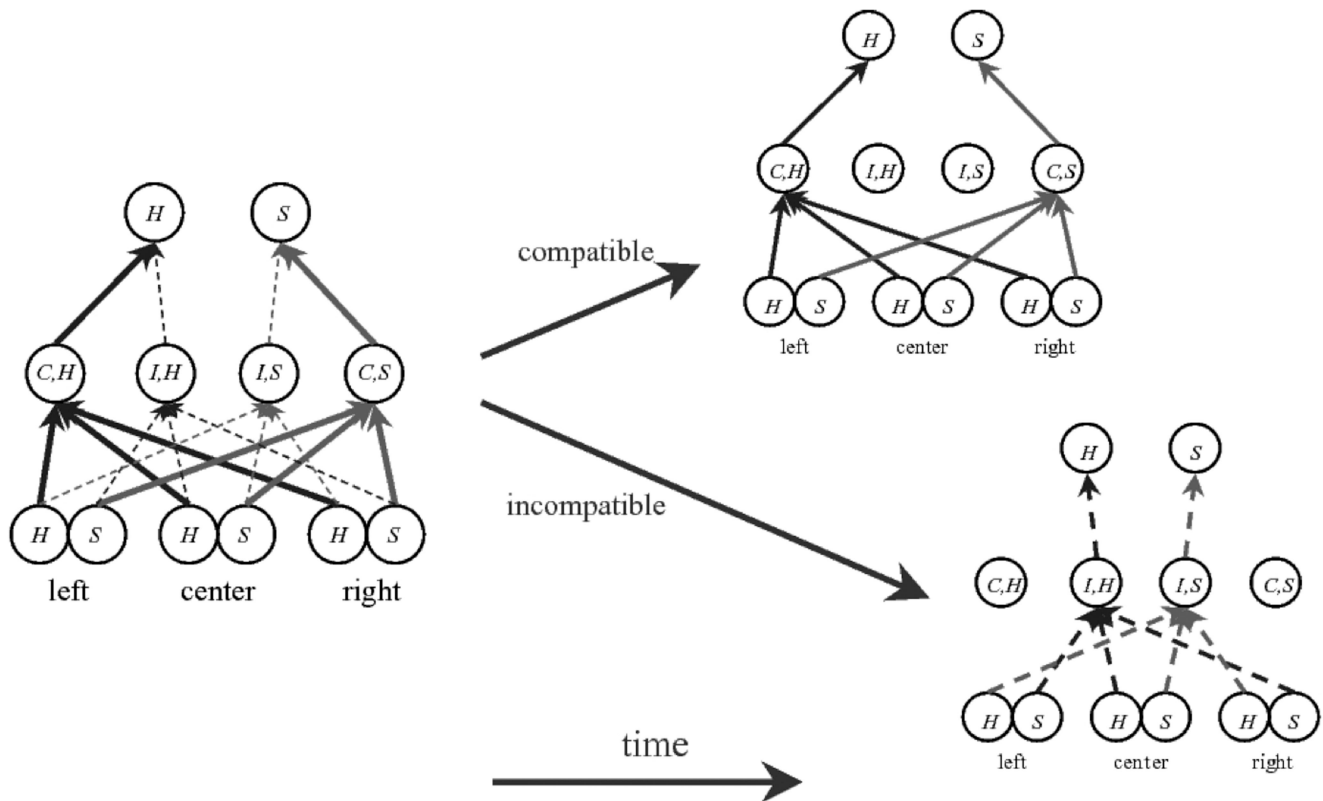 H S
C,H I,H I,S C,S
H S H S H S
left center right
compatible
incompatible
time
H S
C,H I,H I,S C,S
H S H S H S
left center right
H S
C,H I,H I,S C,S
H S H S H S
left center right